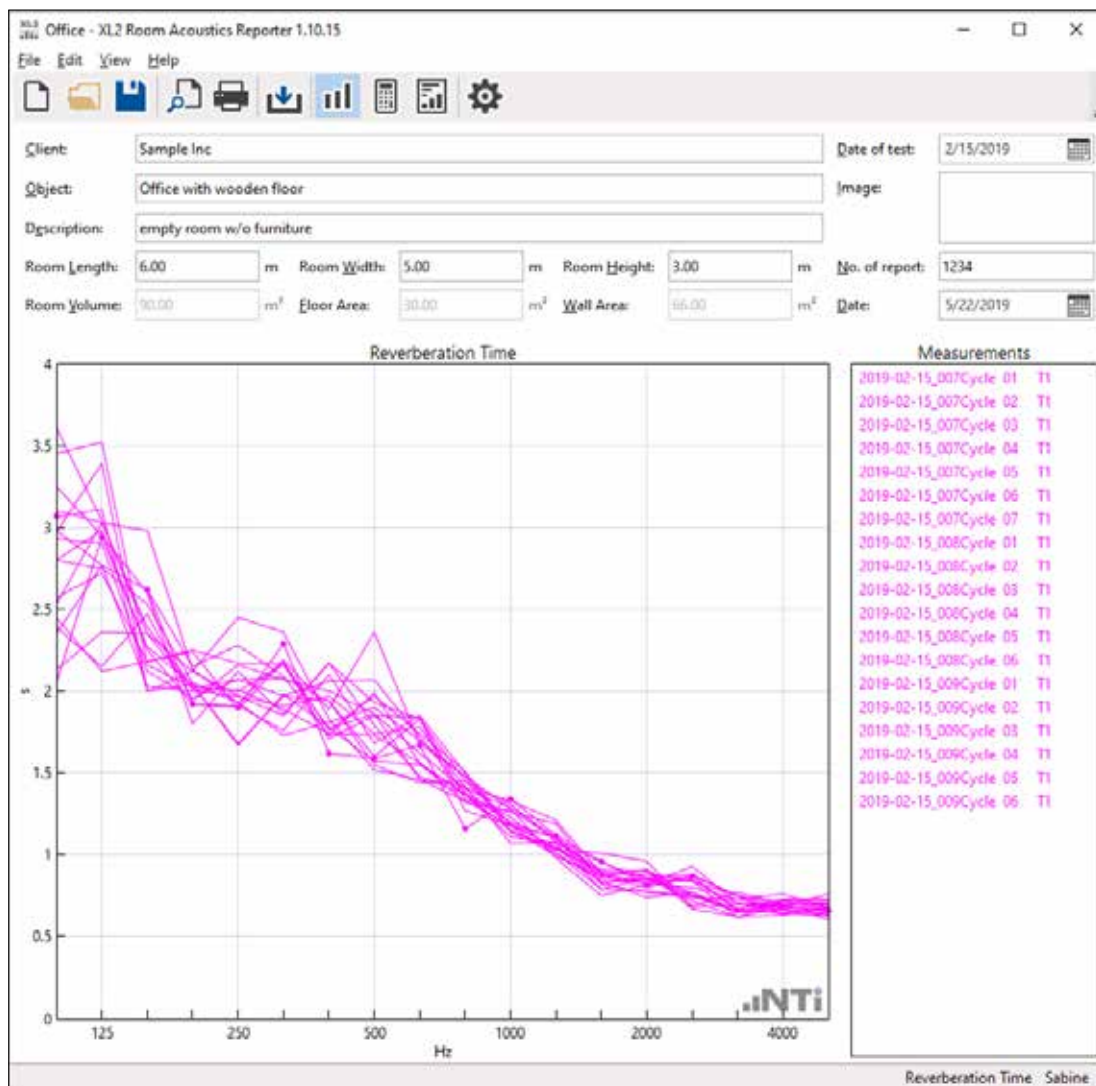 XL2 Office - XL2 Room Acoustics Reporter 1.10.15
File Edit View Help
Client: Sample Inc Date of test: 2/15/2019
Object: Office with wooden floor Image:
Description: empty room w/o furniture
Room Length: 6.00 m Room Width: 5.00 m Room Height: 3.00 m No. of report: 1234
Room Volume: 90.00 m³ Floor Area: 30.00 m² Wall Area: 66.00 m² Date: 5/22/2019
Reverberation Time
Measurements
4
3.5
3
2.5
2
1.5
1
0.5
0
s
125 250 500 1000 2000 4000
Hz
NTi
2019-02-15_007Cycle 01 T1
2019-02-15_007Cycle 02 T1
2019-02-15_007Cycle 03 T1
2019-02-15_007Cycle 04 T1
2019-02-15_007Cycle 05 T1
2019-02-15_007Cycle 06 T1
2019-02-15_007Cycle 07 T1
2019-02-15_008Cycle 01 T1
2019-02-15_008Cycle 02 T1
2019-02-15_008Cycle 03 T1
2019-02-15_008Cycle 04 T1
2019-02-15_008Cycle 05 T1
2019-02-15_008Cycle 06 T1
2019-02-15_009Cycle 01 T1
2019-02-15_009Cycle 02 T1
2019-02-15_009Cycle 03 T1
2019-02-15_009Cycle 04 T1
2019-02-15_009Cycle 05 T1
2019-02-15_009Cycle 06 T1
Reverberation Time Sabine